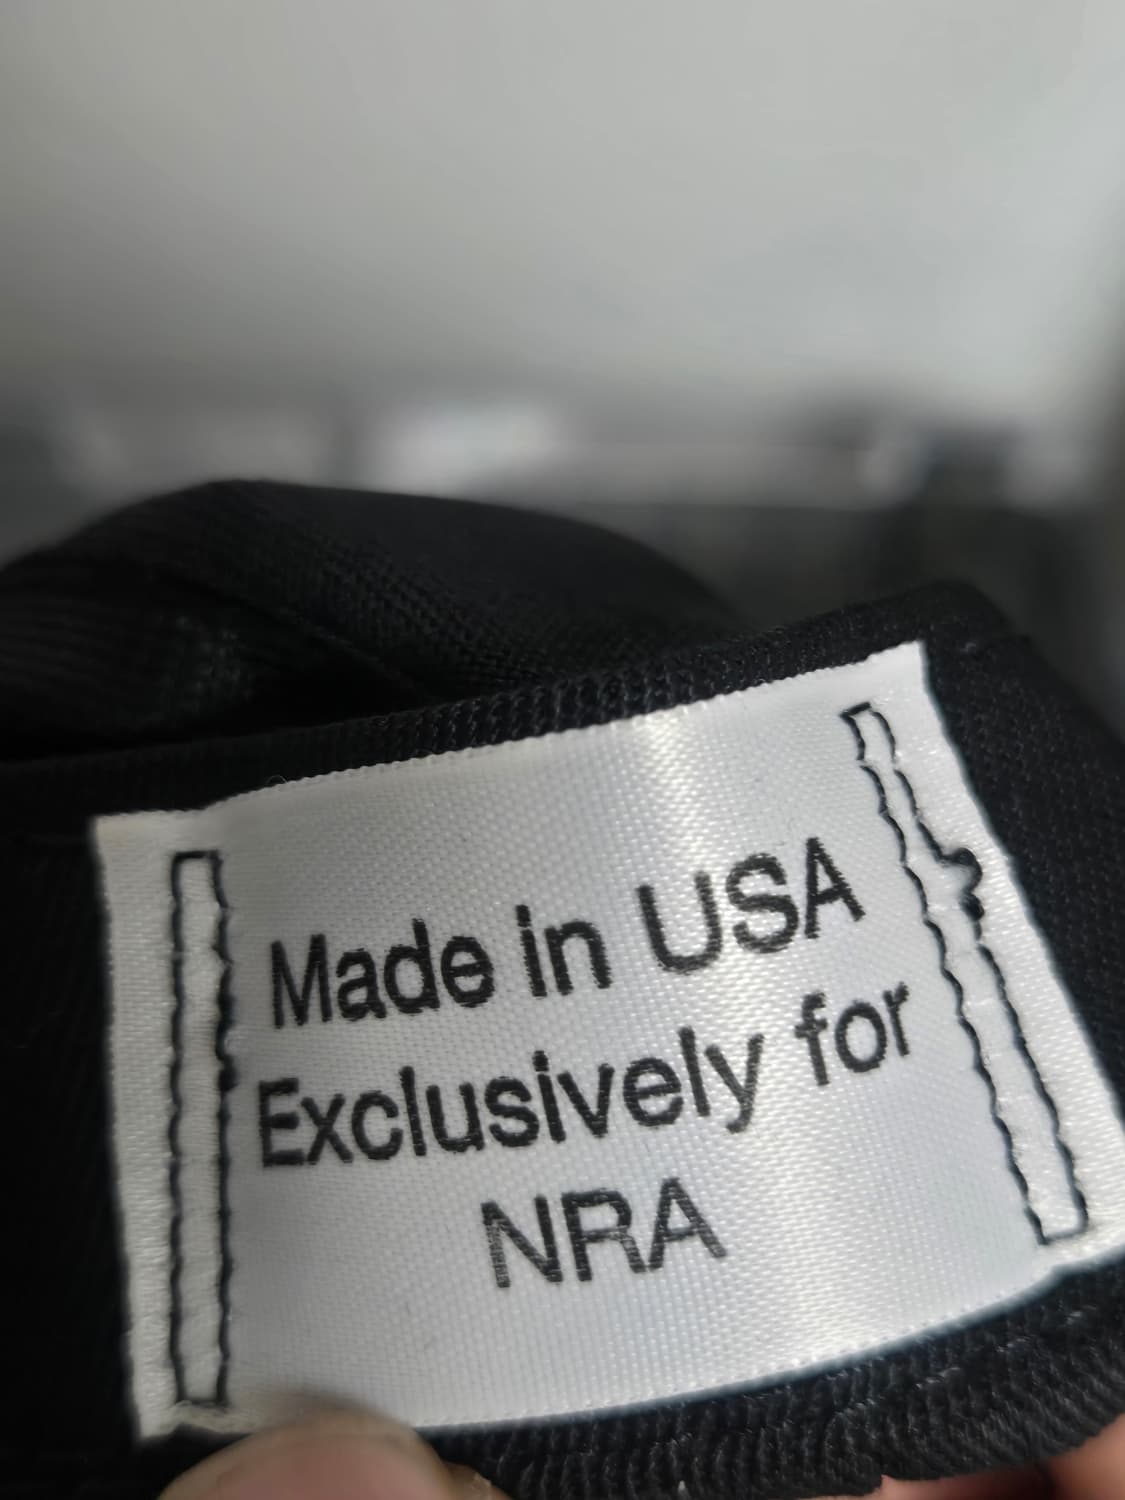 Made in USA
Exclusively for
NRA